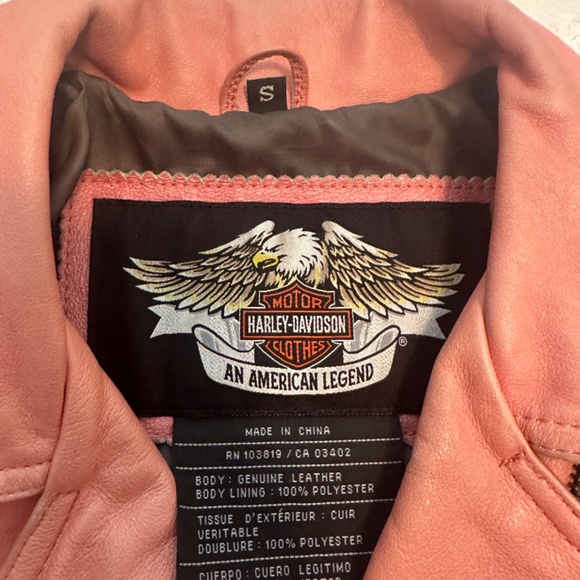 S
MOTOR
HARLEY-DAVIDSON
CLOTHES
®
AN AMERICAN LEGEND
MADE IN CHINA
RN 103819 / CA 03402
BODY : GENUINE LEATHER
BODY LINING : 100% POLYESTER
TISSUE D'EXTÉRIEUR : CUIR
VERITABLE
DOUBLURE : 100% POLYESTER
CUERPO : CUERO LEGITIMO